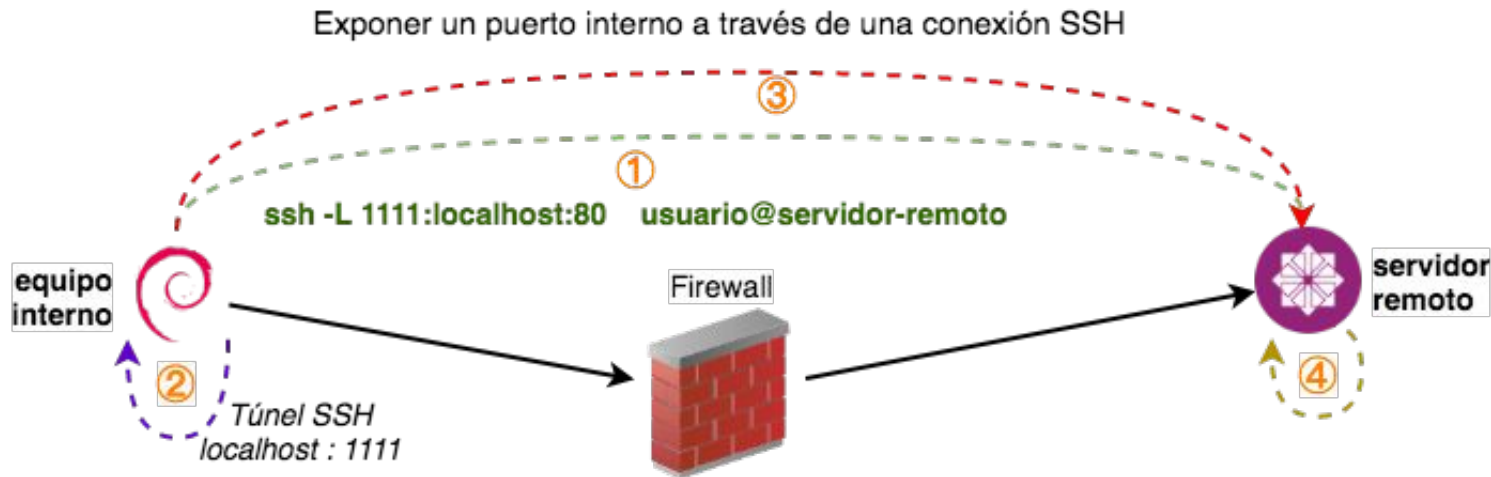 Exponer un puerto interno a través de una conexión SSH
③
①
ssh -L 1111:localhost:80 usuario@servidor-remoto
equipo
interno
Firewall
servidor
remoto
②
Túnel SSH
localhost : 1111
④